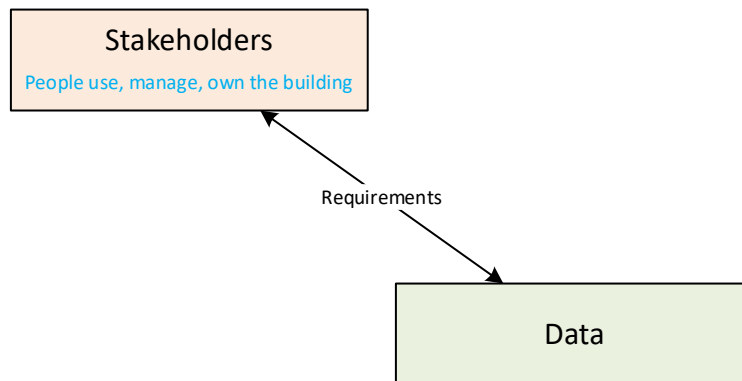 Stakeholders
People use, manage, own the building
Requirements
Data